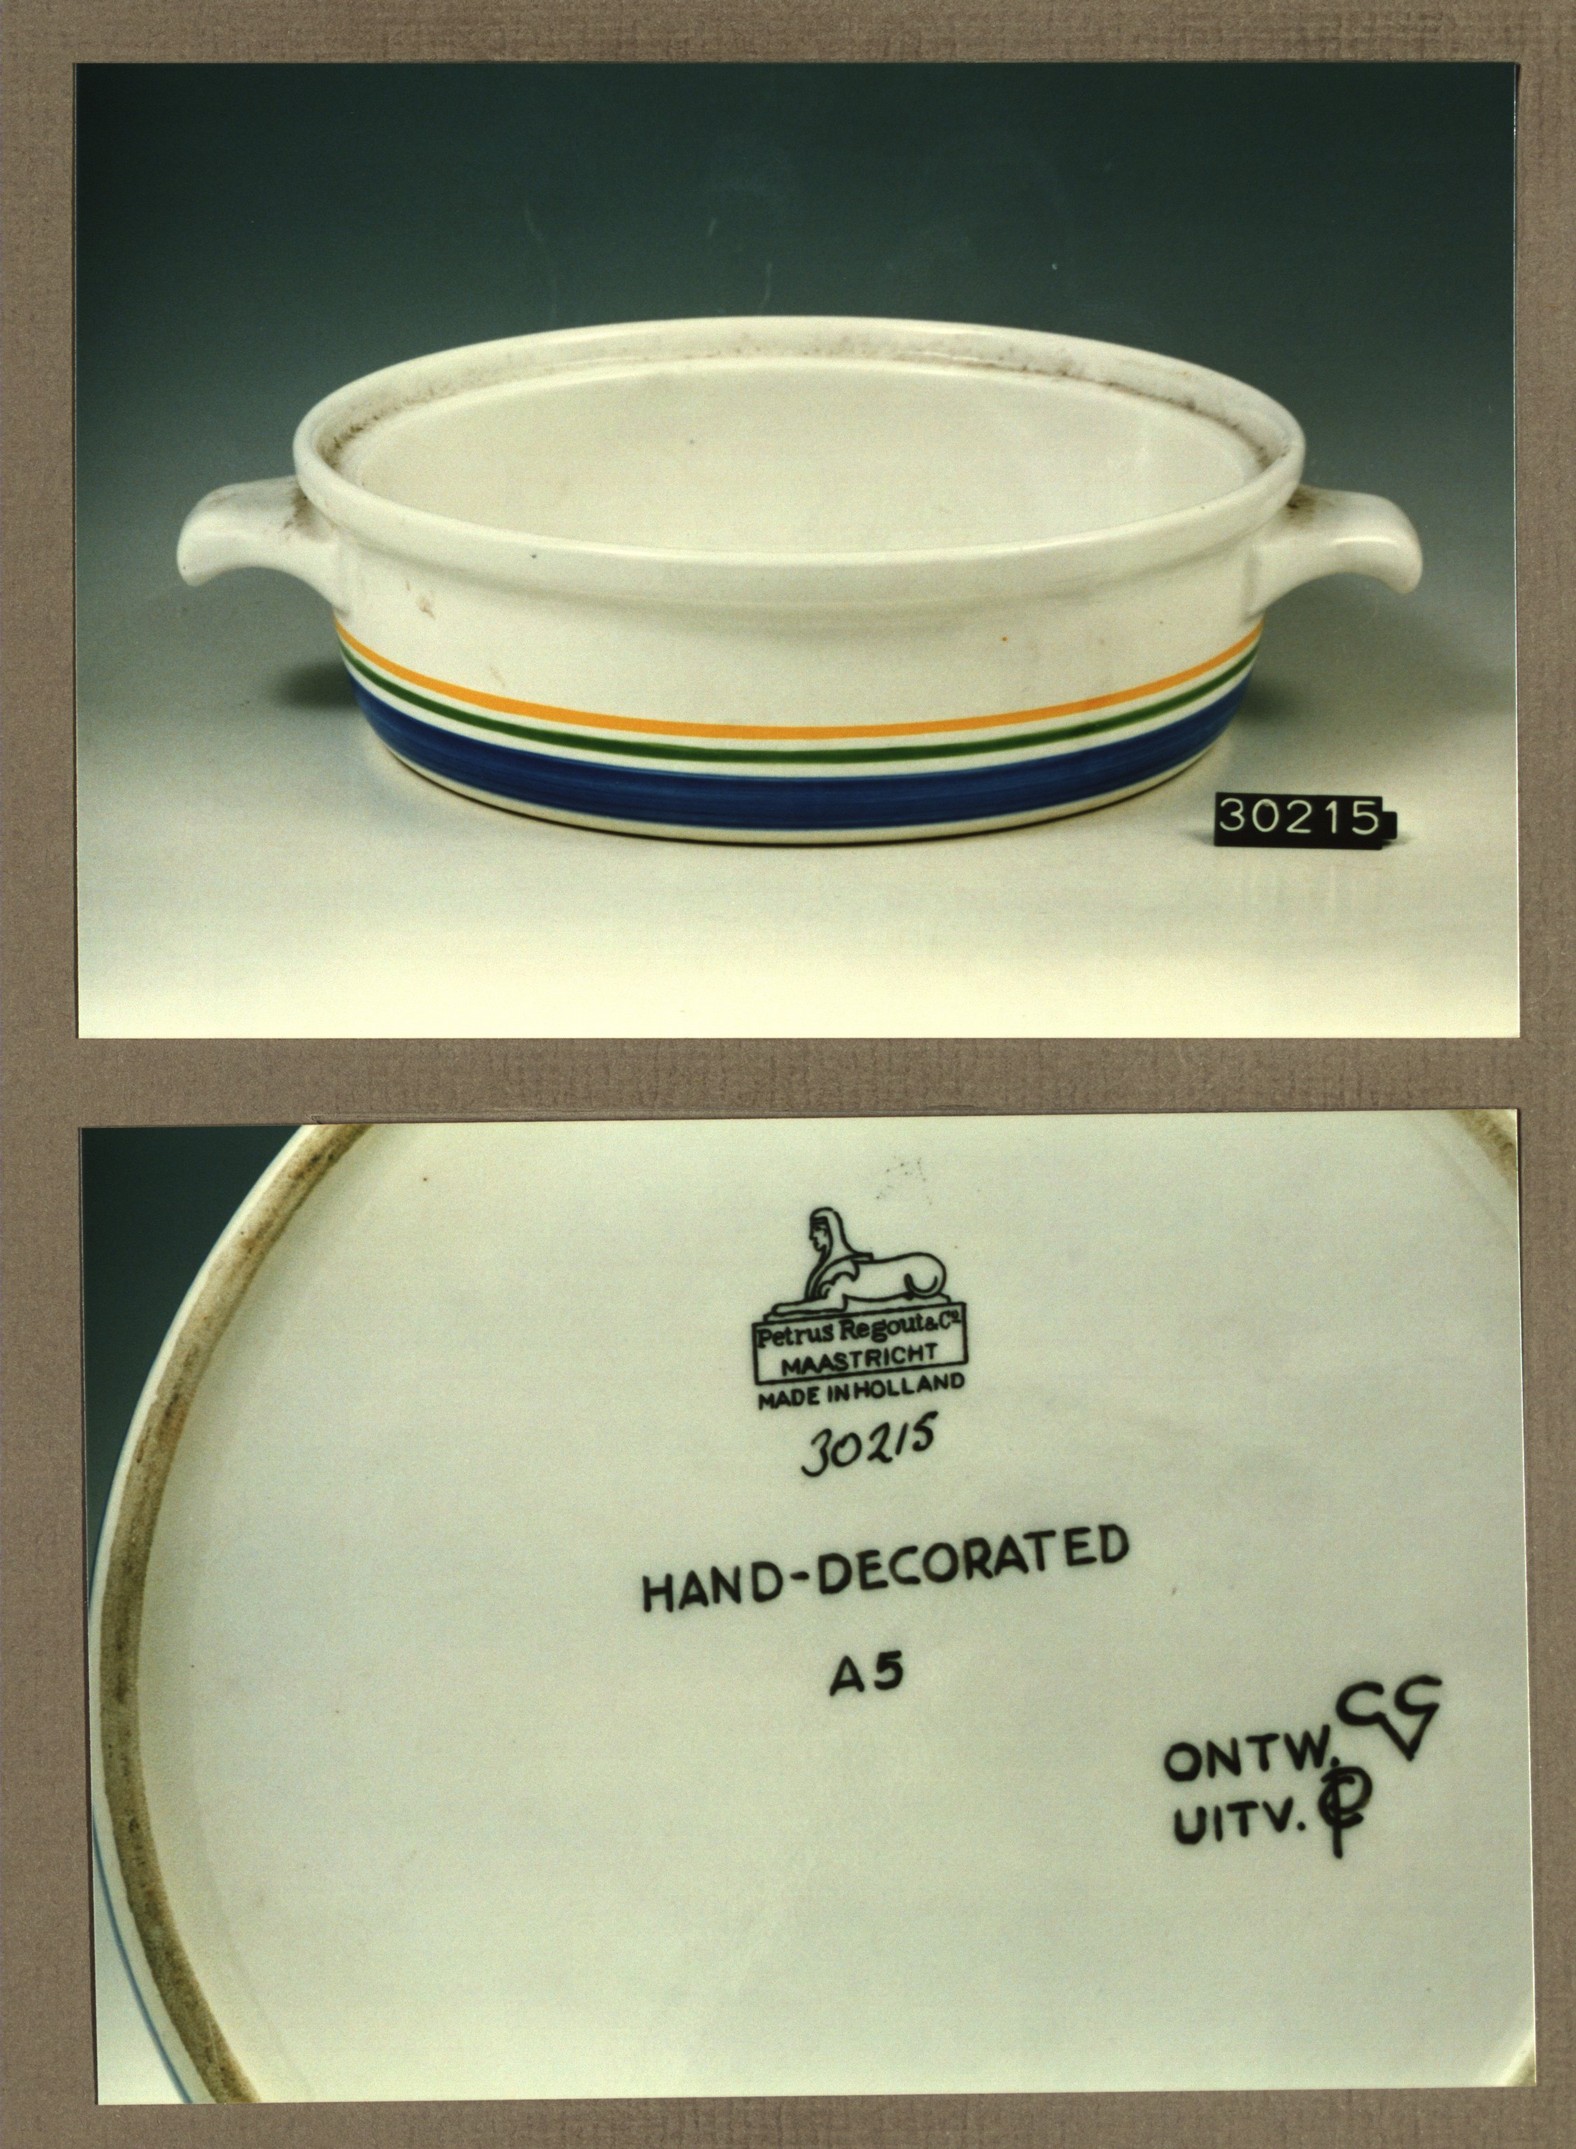 30215
Petrus Regout & Co
MAASTRICHT
MADE IN HOLLAND
30215
HAND-DECORATED
A5
ONTW.
UITV.